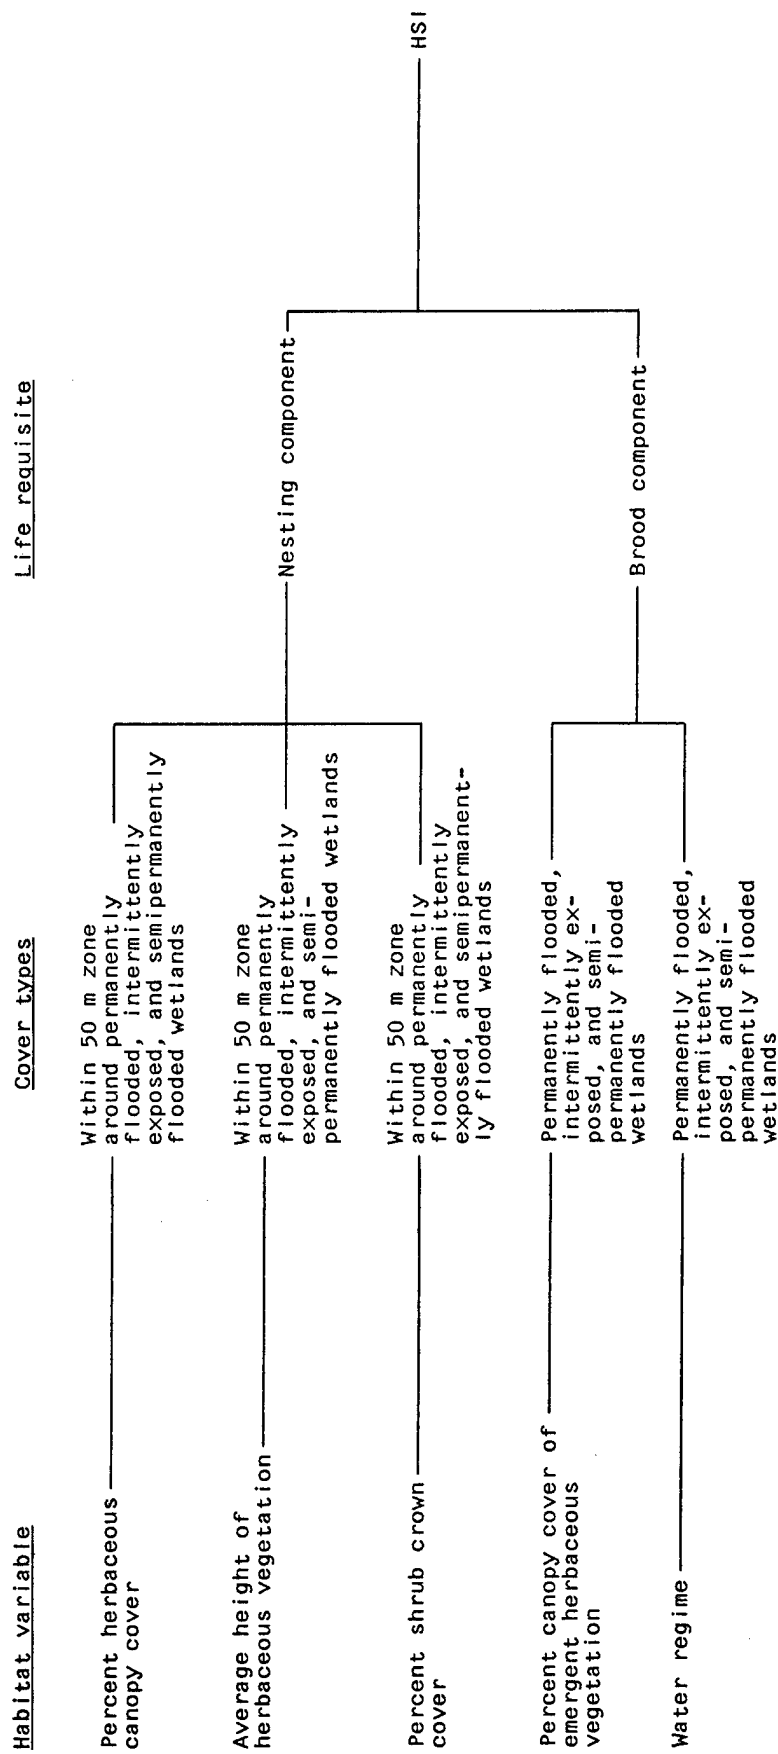 Habitat variable
Cover types
Life requisite
Percent herbaceous
canopy cover
Within 50 m zone
around permanently
flooded, intermittently
exposed, and semipermanently
flooded wetlands
Average height of
herbaceous vegetation
Within 50 m zone
around permanently
flooded, intermittently
exposed, and semi-
permanently flooded wetlands
Nesting component
Percent shrub crown
cover
Within 50 m zone
around permanently
flooded, intermittently
exposed, and semipermanent-
ly flooded wetlands
HSI
Percent canopy cover of
emergent herbaceous
vegetation
Permanently flooded,
intermittently ex-
posed, and semi-
permanently flooded
wetlands
Brood component
Water regime
Permanently flooded,
intermittently ex-
posed, and semi-
permanently flooded
wetlands